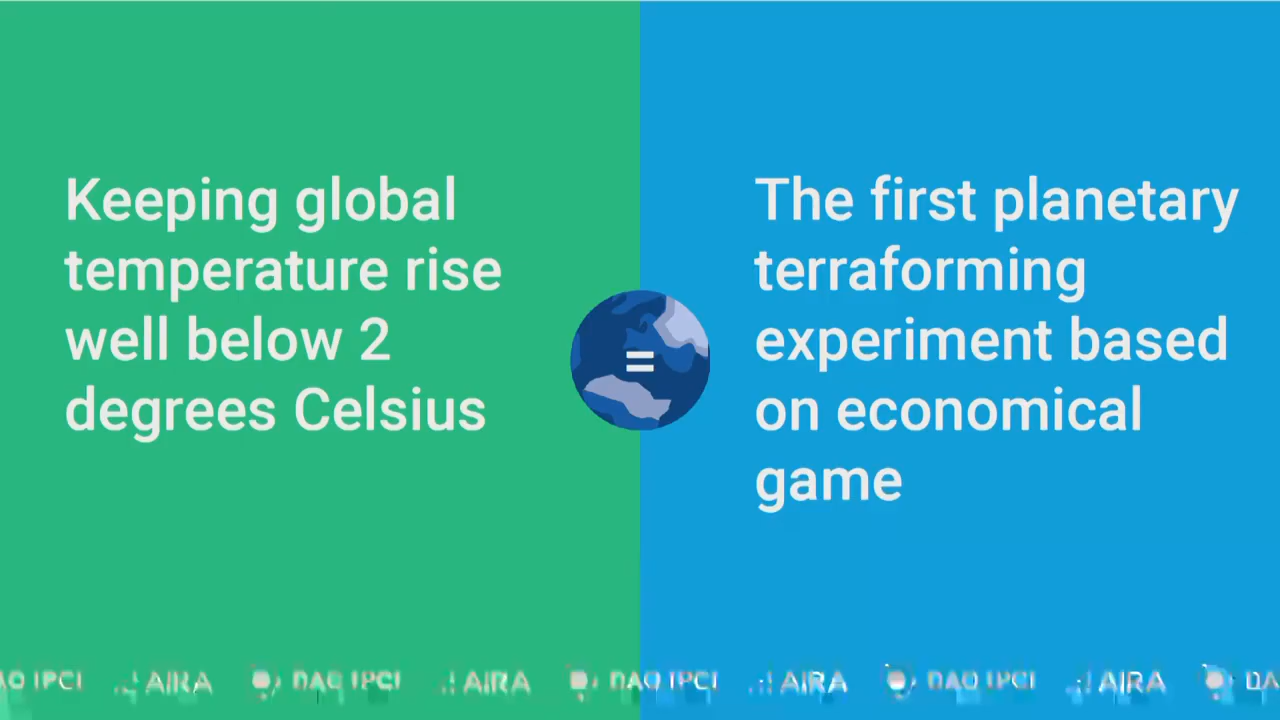 Keeping global
temperature rise
well below 2
degrees Celsius
=
The first planetary
terraforming
experiment based
on economical
game
IPCI AIRA DAO IPCI AIRA DAO IPCI AIRA DAO IPCI AIRA